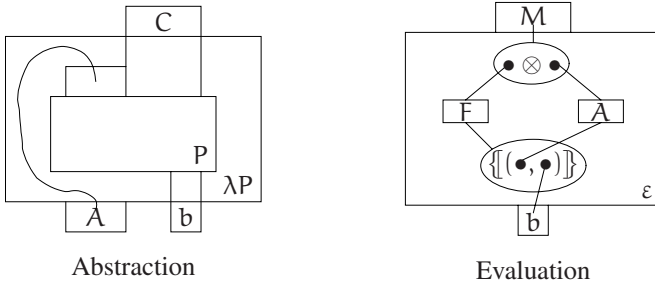 C
P
λP
A
b
Abstraction
M
⊗
F
A
{[(•, •)]}
ε
b
Evaluation